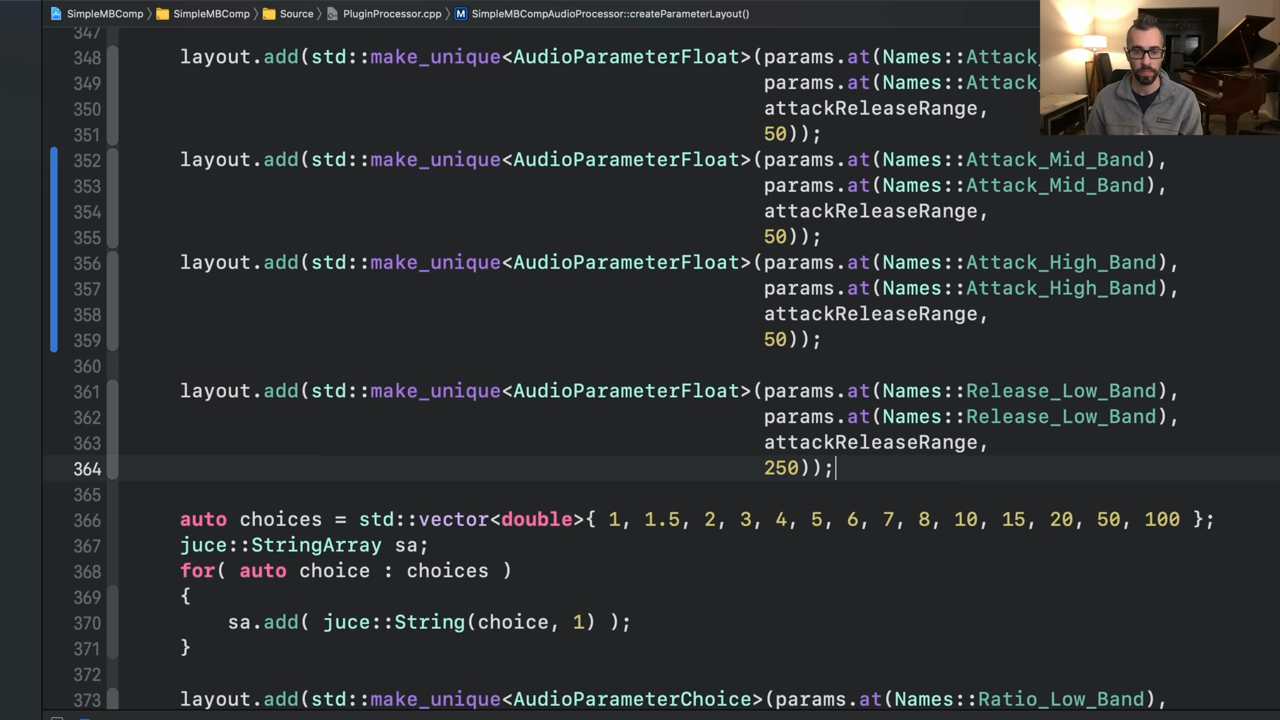 SimpleMBComp SimpleMBComp Source PluginProcessor.cpp M SimpleMBCompAudioProcessor::createParameterLayout()
347
348 layout.add(std::make_unique<AudioParameterFloat>(params.at(Names::Attack_
349 params.at(Names::Attack_
350 attackReleaseRange,
351 50));
352 layout.add(std::make_unique<AudioParameterFloat>(params.at(Names::Attack_Mid_Band),
353 params.at(Names::Attack_Mid_Band),
354 attackReleaseRange,
355 50));
356 layout.add(std::make_unique<AudioParameterFloat>(params.at(Names::Attack_High_Band),
357 params.at(Names::Attack_High_Band),
358 attackReleaseRange,
359 50));
360
361 layout.add(std::make_unique<AudioParameterFloat>(params.at(Names::Release_Low_Band),
362 params.at(Names::Release_Low_Band),
363 attackReleaseRange,
364 250));
365
366 auto choices = std::vector<double>{ 1, 1.5, 2, 3, 4, 5, 6, 7, 8, 10, 15, 20, 50, 100 };
367 juce::StringArray sa;
368 for( auto choice : choices )
369 {
370 sa.add( juce::String(choice, 1) );
371 }
372
373 layout.add(std::make_unique<AudioParameterChoice>(params.at(Names::Ratio_Low_Band),